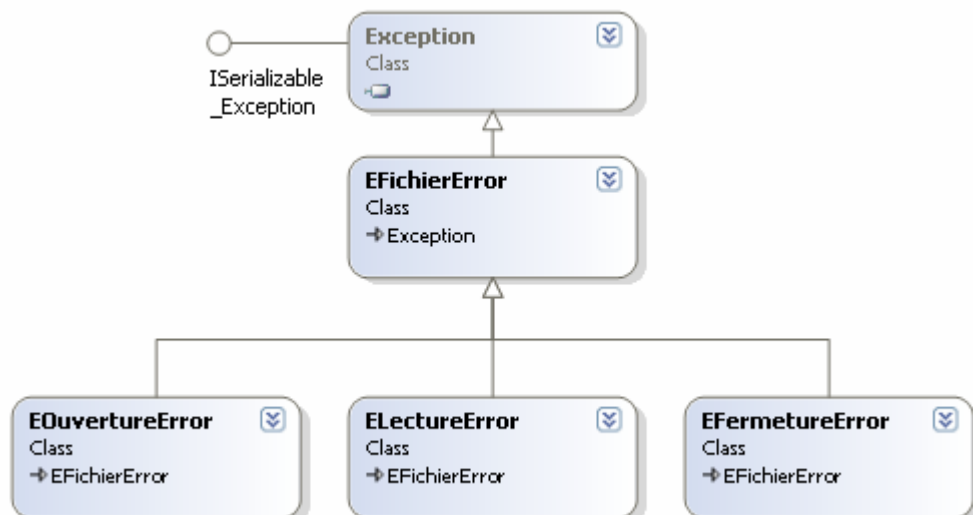 Exception
Class
ISerializable
_Exception
EFichierError
Class
Exception
EOuvertureError
Class
EFichierError
ELectureError
Class
EFichierError
EFermetureError
Class
EFichierError